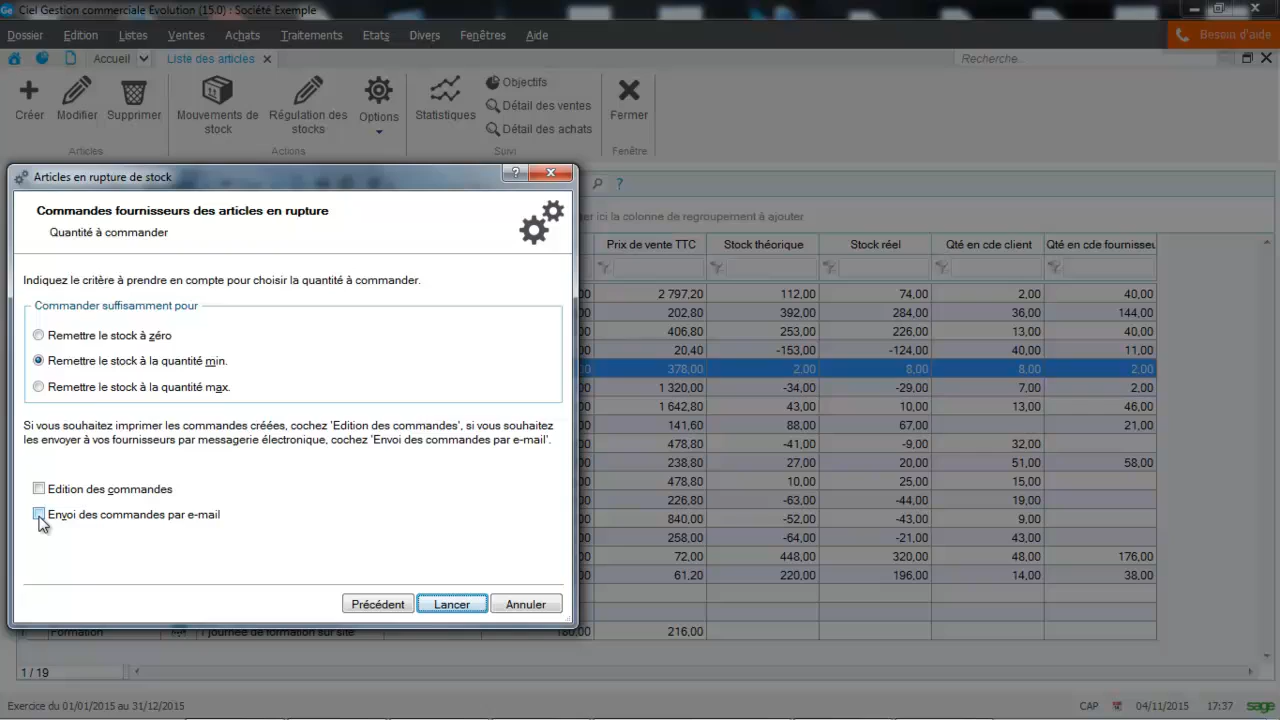 Ciel Gestion commerciale Evolution (15.0) : Société Exemple
Dossier Edition Listes Ventes Achats Traitements Etats Divers Fenêtres Aide Besoin d'aide
Accueil Liste des articles Recherche...
Créer Modifier Supprimer Mouvements de stock Régulation des stocks Options Statistiques Objectifs Détail des ventes Détail des achats Fermer
Articles Actions Suivi Fenêtre
Articles en rupture de stock
Commandes fournisseurs des articles en rupture
Quantité à commander
Indiquez le critère à prendre en compte pour choisir la quantité à commander.
Commander suffisamment pour
Remettre le stock à zéro
Remettre le stock à la quantité min.
Remettre le stock à la quantité max.
Si vous souhaitez imprimer les commandes créées, cochez 'Edition des commandes', si vous souhaitez
les envoyer à vos fournisseurs par messagerie électronique, cochez 'Envoi des commandes par e-mail'.
Edition des commandes
Envoi des commandes par e-mail
Précédent Lancer Annuler
ici la colonne de regroupement à ajouter
Prix de vente TTC Stock théorique Stock réel Qté en cde client Qté en cde fournisseu
2 797,20 112,00 74,00 2,00 40,00
202,80 392,00 284,00 36,00 144,00
406,80 253,00 226,00 13,00 40,00
20,40 -153,00 -124,00 40,00 11,00
378,00 2,00 8,00 8,00 2,00
1 320,00 -34,00 -29,00 7,00 2,00
1 642,80 43,00 10,00 13,00 46,00
141,60 88,00 67,00 21,00
478,80 -41,00 -9,00 32,00
238,80 27,00 20,00 51,00 58,00
478,80 10,00 25,00 15,00
226,80 -63,00 -44,00 19,00
840,00 -52,00 -43,00 9,00
258,00 -64,00 -21,00 43,00
72,00 448,00 320,00 48,00 176,00
61,20 220,00 196,00 14,00 38,00
Formation 1 journée de formation sur site 180,00 216,00
1 / 19
Exercice du 01/01/2015 au 31/12/2015 CAP 04/11/2015 17:37 sage